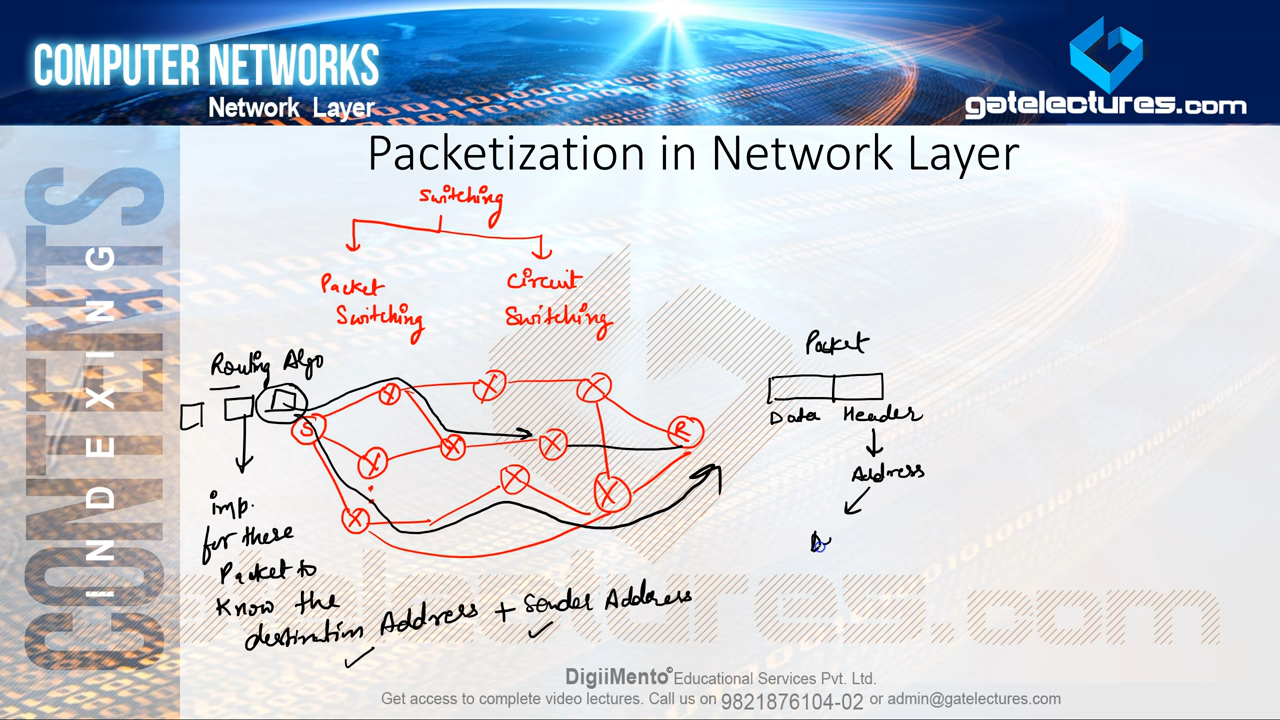 COMPUTER NETWORKS
Network Layer
gatelectures.com
CONTENTS
INDEXING
Packetization in Network Layer
Switching
Packet
Switching
Circuit
Switching
Routing Algo
S
R
imp.
for these
Packet to
Know the
destination Address + Sender Address
Packet
Data Header
Address
gatelectures.com
DigiiMento© Educational Services Pvt. Ltd.
Get access to complete video lectures. Call us on 9821876104-02 or admin@gatelectures.com